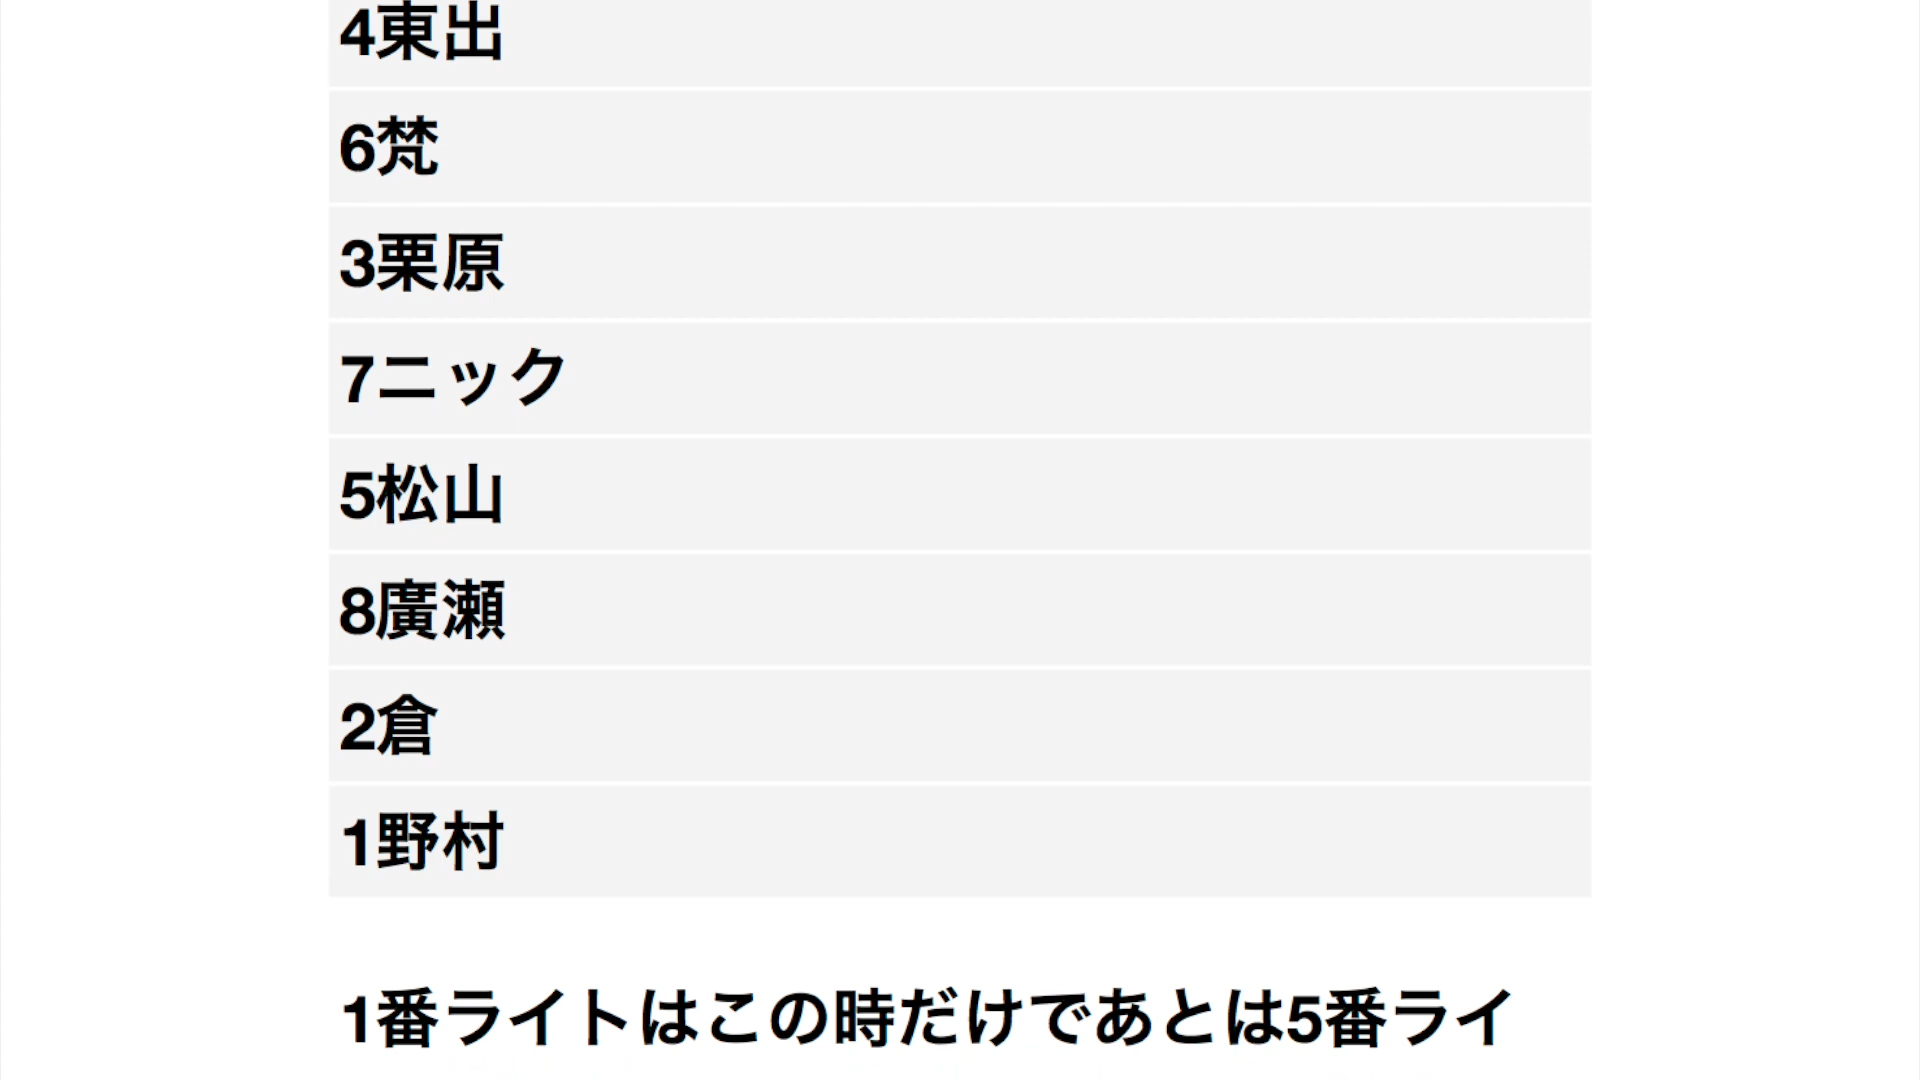 4東出
6梵
3栗原
7ニック
5松山
8廣瀬
2倉
1野村
1番ライトはこの時だけであとは5番ライ